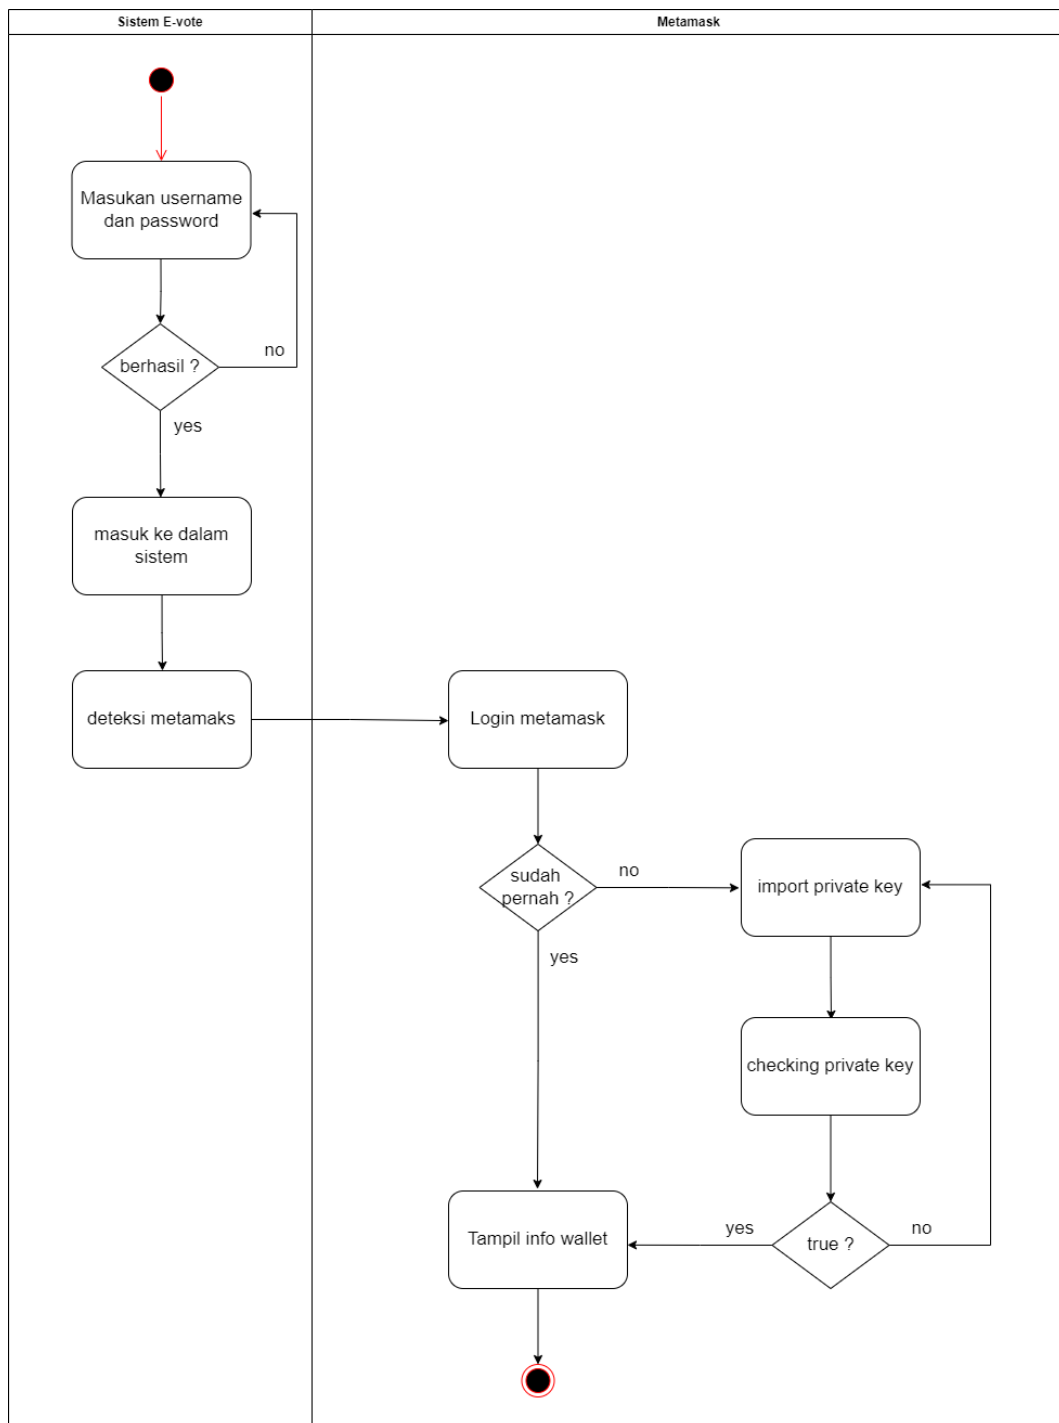 Sistem E-vote
Metamask
Masukan username
dan password
berhasil ?
no
yes
masuk ke dalam
sistem
deteksi metamaks
Login metamask
sudah
pernah ?
no
import private key
yes
checking private key
Tampil info wallet
yes
true ?
no